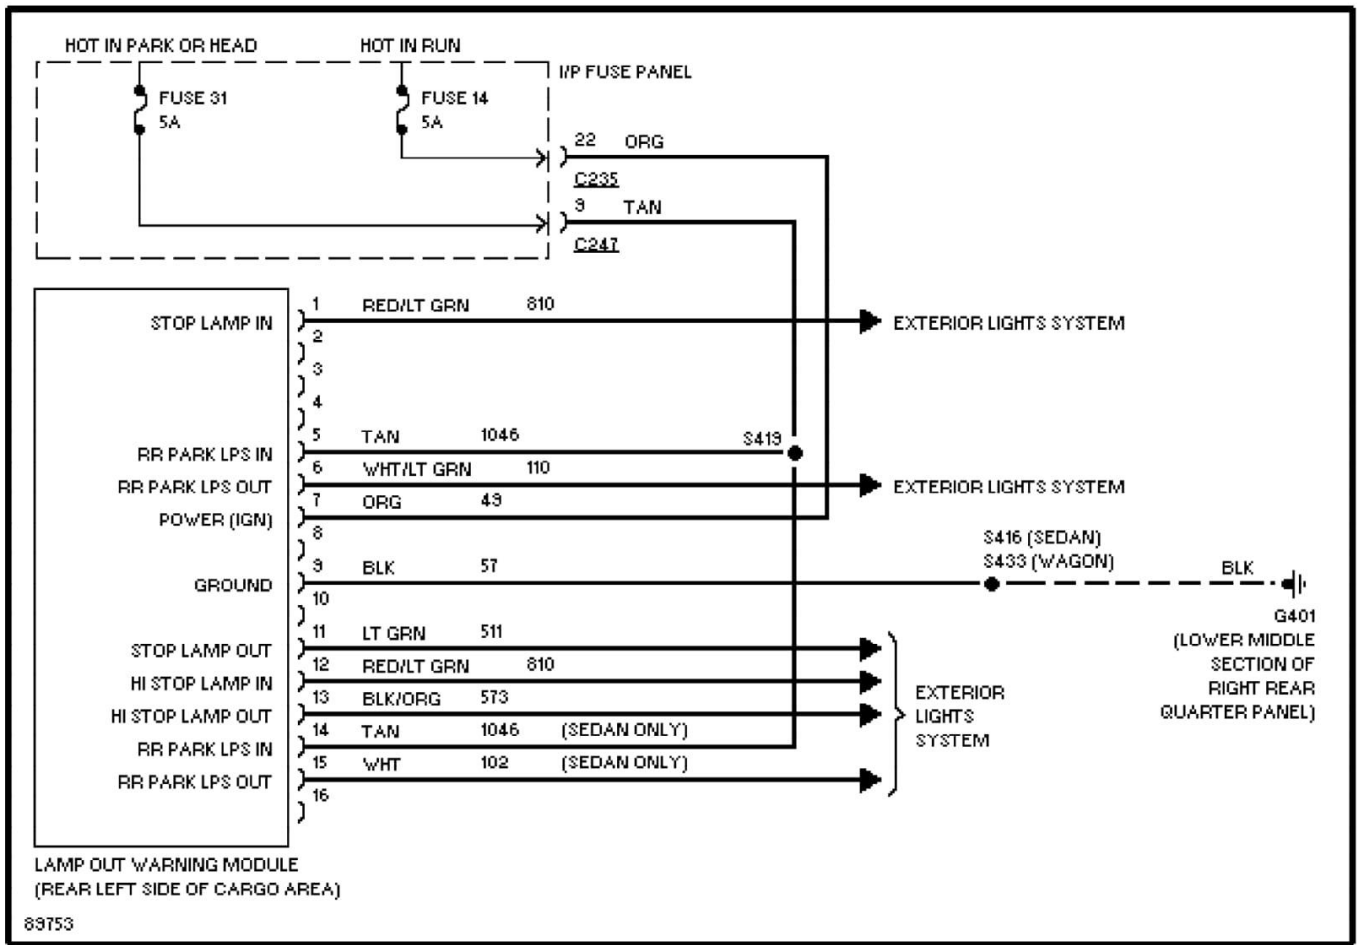 HOT IN PARK OR HEAD
HOT IN RUN
I/P FUSE PANEL
FUSE 31
5A
FUSE 14
5A
22 ORG
C235
9 TAN
C247
STOP LAMP IN
1 RED/LT GRN 810
EXTERIOR LIGHTS SYSTEM
2
3
4
RR PARK LPS IN
5 TAN 1046
S419
RR PARK LPS OUT
6 WHT/LT GRN 110
EXTERIOR LIGHTS SYSTEM
POWER (IGN)
7 ORG 49
8
S416 (SEDAN)
S433 (WAGON)
GROUND
9 BLK 57
BLK
10
G401
(LOWER MIDDLE
SECTION OF
RIGHT REAR
QUARTER PANEL)
STOP LAMP OUT
11 LT GRN 511
HI STOP LAMP IN
12 RED/LT GRN 810
HI STOP LAMP OUT
13 BLK/ORG 573
RR PARK LPS IN
14 TAN 1046 (SEDAN ONLY)
RR PARK LPS OUT
15 WHT 102 (SEDAN ONLY)
16
EXTERIOR
LIGHTS
SYSTEM
LAMP OUT WARNING MODULE
(REAR LEFT SIDE OF CARGO AREA)
89753